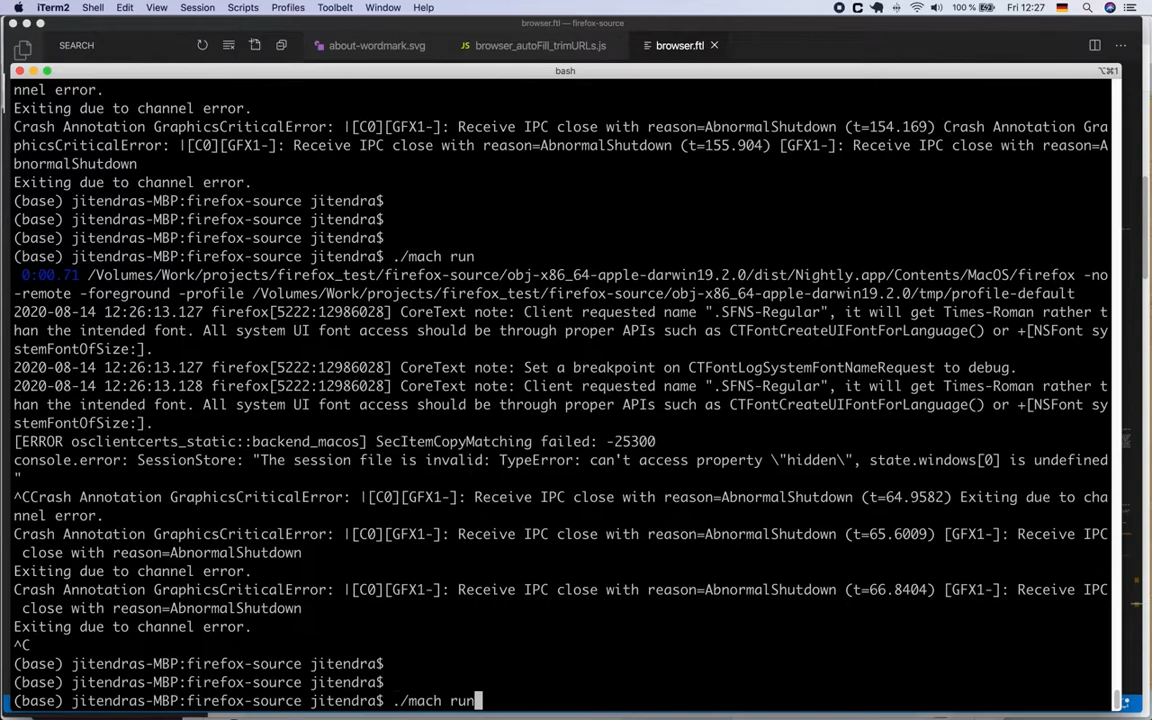 iTerm2 Shell Edit View Session Scripts Profiles Toolbelt Window Help 100 % Fri 12:27
browser.ftl — firefox-source
SEARCH about-wordmark.svg JS browser_autoFill_trimURLs.js browser.ftl
bash ⌥⌘1
nnel error.
Exiting due to channel error.
Crash Annotation GraphicsCriticalError: |[C0][GFX1-]: Receive IPC close with reason=AbnormalShutdown (t=154.169) Crash Annotation Gra
phicsCriticalError: |[C0][GFX1-]: Receive IPC close with reason=AbnormalShutdown (t=155.904) [GFX1-]: Receive IPC close with reason=A
bnormalShutdown
Exiting due to channel error.
(base) jitendras-MBP:firefox-source jitendra$
(base) jitendras-MBP:firefox-source jitendra$
(base) jitendras-MBP:firefox-source jitendra$
(base) jitendras-MBP:firefox-source jitendra$ ./mach run
0:00.71 /Volumes/Work/projects/firefox_test/firefox-source/obj-x86_64-apple-darwin19.2.0/dist/Nightly.app/Contents/MacOS/firefox -no
-remote -foreground -profile /Volumes/Work/projects/firefox_test/firefox-source/obj-x86_64-apple-darwin19.2.0/tmp/profile-default
2020-08-14 12:26:13.127 firefox[5222:12986028] CoreText note: Client requested name ".SFNS-Regular", it will get Times-Roman rather t
han the intended font. All system UI font access should be through proper APIs such as CTFontCreateUIFontForLanguage() or +[NSFont sy
stemFontOfSize:].
2020-08-14 12:26:13.127 firefox[5222:12986028] CoreText note: Set a breakpoint on CTFontLogSystemFontNameRequest to debug.
2020-08-14 12:26:13.128 firefox[5222:12986028] CoreText note: Client requested name ".SFNS-Regular", it will get Times-Roman rather t
han the intended font. All system UI font access should be through proper APIs such as CTFontCreateUIFontForLanguage() or +[NSFont sy
stemFontOfSize:].
[ERROR osclientcerts_static::backend_macos] SecItemCopyMatching failed: -25300
console.error: SessionStore: "The session file is invalid: TypeError: can't access property \"hidden\", state.windows[0] is undefined
"
^CCrash Annotation GraphicsCriticalError: |[C0][GFX1-]: Receive IPC close with reason=AbnormalShutdown (t=64.9582) Exiting due to cha
nnel error.
Crash Annotation GraphicsCriticalError: |[C0][GFX1-]: Receive IPC close with reason=AbnormalShutdown (t=65.6009) [GFX1-]: Receive IPC
close with reason=AbnormalShutdown
Exiting due to channel error.
Crash Annotation GraphicsCriticalError: |[C0][GFX1-]: Receive IPC close with reason=AbnormalShutdown (t=66.8404) [GFX1-]: Receive IPC
close with reason=AbnormalShutdown
Exiting due to channel error.
^C
(base) jitendras-MBP:firefox-source jitendra$
(base) jitendras-MBP:firefox-source jitendra$
(base) jitendras-MBP:firefox-source jitendra$ ./mach run